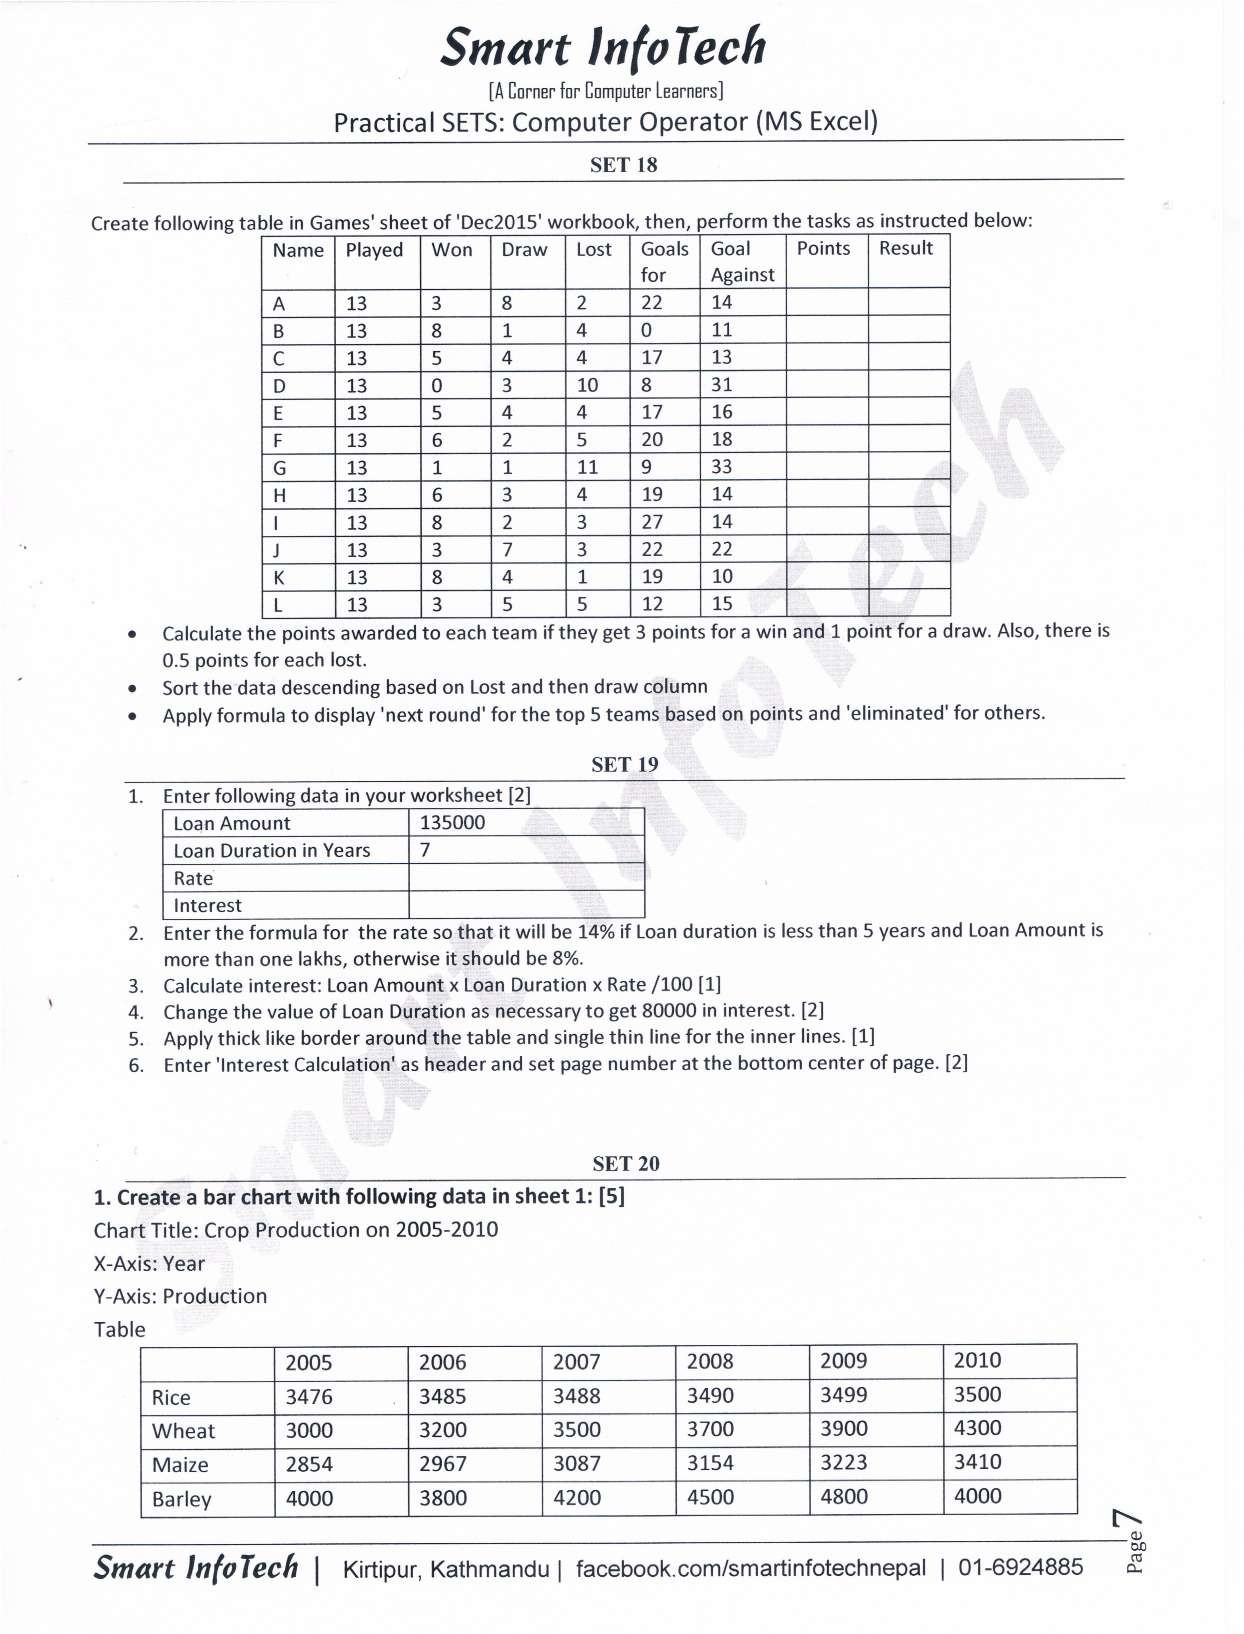 Smart InfoTech
[A Corner for Computer Learners]
Practical SETS: Computer Operator (MS Excel)
SET 18
Create following table in Games' sheet of 'Dec2015' workbook, then, perform the tasks as instructed below:
Name Played Won Draw Lost Goals for Goal Against Points Result
A 13 3 8 2 22 14
B 13 8 1 4 0 11
C 13 5 4 4 17 13
D 13 0 3 10 8 31
E 13 5 4 4 17 16
F 13 6 2 5 20 18
G 13 1 1 11 9 33
H 13 6 3 4 19 14
I 13 8 2 3 27 14
J 13 3 7 3 22 22
K 13 8 4 1 19 10
L 13 3 5 5 12 15
• Calculate the points awarded to each team if they get 3 points for a win and 1 point for a draw. Also, there is
0.5 points for each lost.
• Sort the data descending based on Lost and then draw column
• Apply formula to display 'next round' for the top 5 teams based on points and 'eliminated' for others.
SET 19
1. Enter following data in your worksheet [2]
Loan Amount 135000
Loan Duration in Years 7
Rate
Interest
2. Enter the formula for the rate so that it will be 14% if Loan duration is less than 5 years and Loan Amount is
more than one lakhs, otherwise it should be 8%.
3. Calculate interest: Loan Amount x Loan Duration x Rate /100 [1]
4. Change the value of Loan Duration as necessary to get 80000 in interest. [2]
5. Apply thick like border around the table and single thin line for the inner lines. [1]
6. Enter 'Interest Calculation' as header and set page number at the bottom center of page. [2]
SET 20
1. Create a bar chart with following data in sheet 1: [5]
Chart Title: Crop Production on 2005-2010
X-Axis: Year
Y-Axis: Production
Table
2005 2006 2007 2008 2009 2010
Rice 3476 3485 3488 3490 3499 3500
Wheat 3000 3200 3500 3700 3900 4300
Maize 2854 2967 3087 3154 3223 3410
Barley 4000 3800 4200 4500 4800 4000
Smart InfoTech | Kirtipur, Kathmandu | facebook.com/smartinfotechnepal | 01-6924885
Page 7
Smart InfoTech